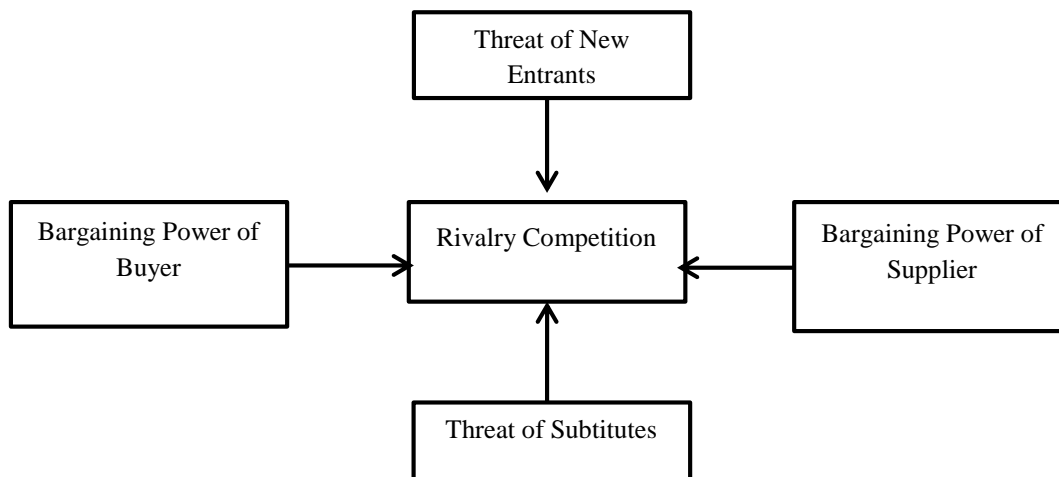 Threat of New
Entrants
Bargaining Power of
Buyer
Rivalry Competition
Bargaining Power of
Supplier
Threat of Subtitutes